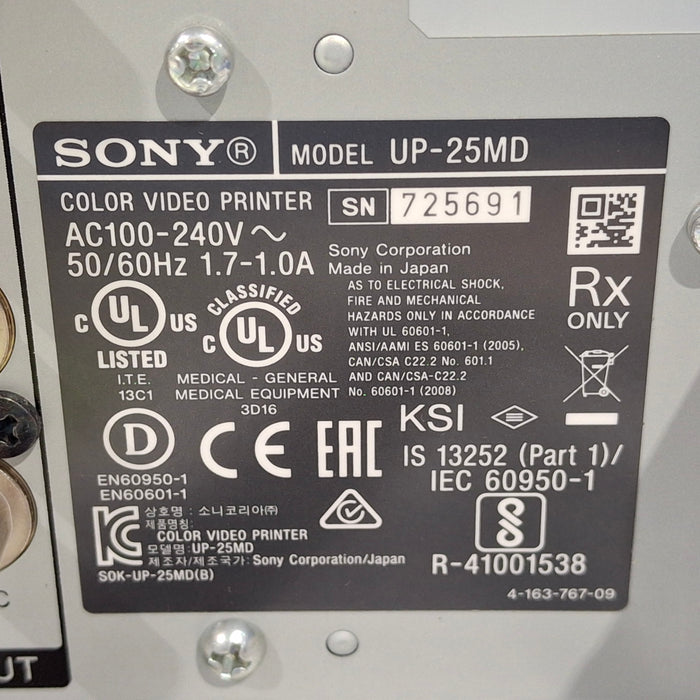 SONY® MODEL UP-25MD
COLOR VIDEO PRINTER SN 725691
AC100-240V ~
50/60Hz 1.7-1.0A
Sony Corporation
Made in Japan
AS TO ELECTRICAL SHOCK,
FIRE AND MECHANICAL
HAZARDS ONLY IN ACCORDANCE
WITH UL 60601-1,
ANSI/AAMI ES 60601-1 (2005),
CAN/CSA C22.2 No. 601.1
AND CAN/CSA-C22.2
No. 60601-1 (2008)
Rx
ONLY
C UL US
LISTED
I.T.E.
13C1
CLASSIFIED
C UL US
MEDICAL - GENERAL
MEDICAL EQUIPMENT
3D16
D
EN60950-1
EN60601-1
CE
EAC
KSI
IS 13252 (Part 1)/
IEC 60950-1
R-41001538
상호명 : 소니코리아㈜
제품명칭:
COLOR VIDEO PRINTER
모델명: UP-25MD
제조자/제조국가: Sony Corporation/Japan
SOK-UP-25MD(B)
4-163-767-09
C
UT